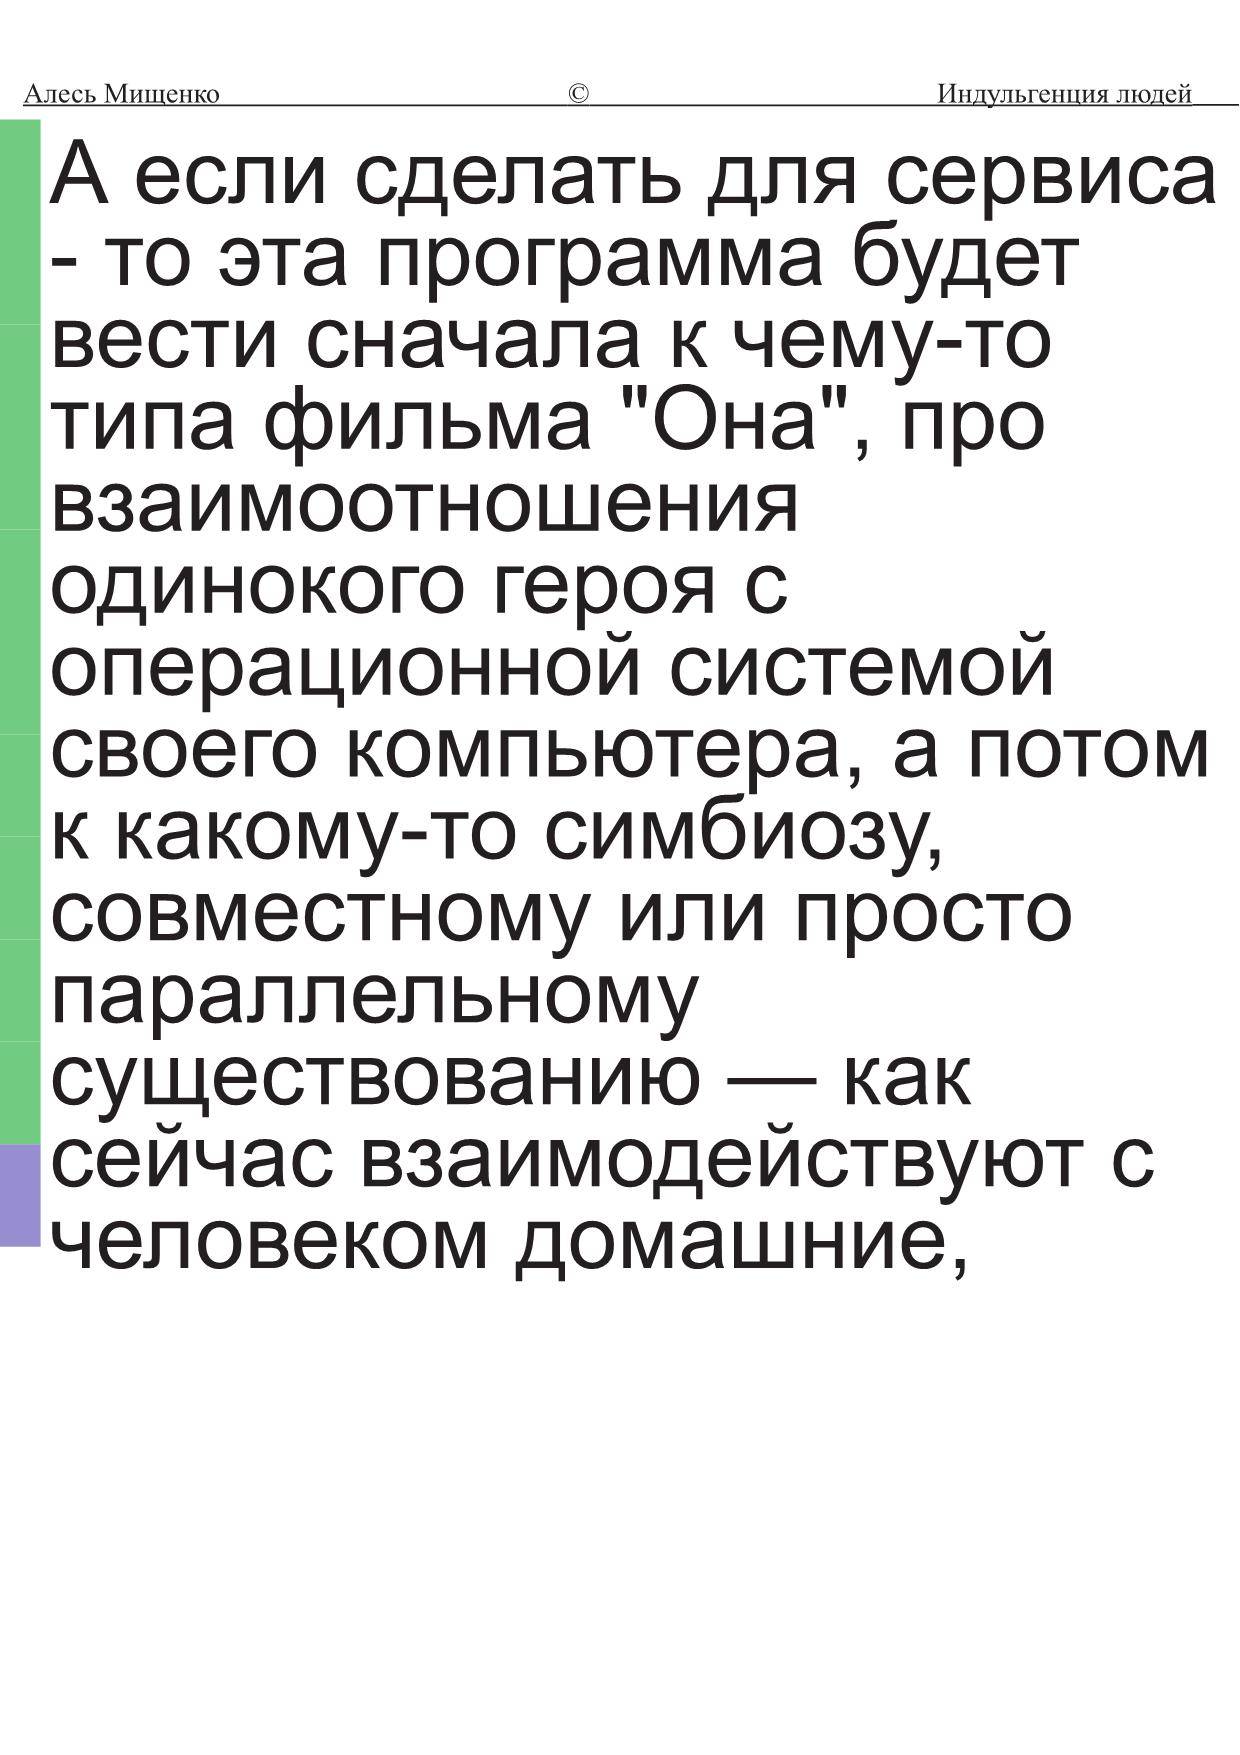 Алесь Мищенко © Индульгенция людей
А если сделать для сервиса
- то эта программа будет
вести сначала к чему-то
типа фильма "Она", про
взаимоотношения
одинокого героя с
операционной системой
своего компьютера, а потом
к какому-то симбиозу,
совместному или просто
параллельному
существованию — как
сейчас взаимодействуют с
человеком домашние,